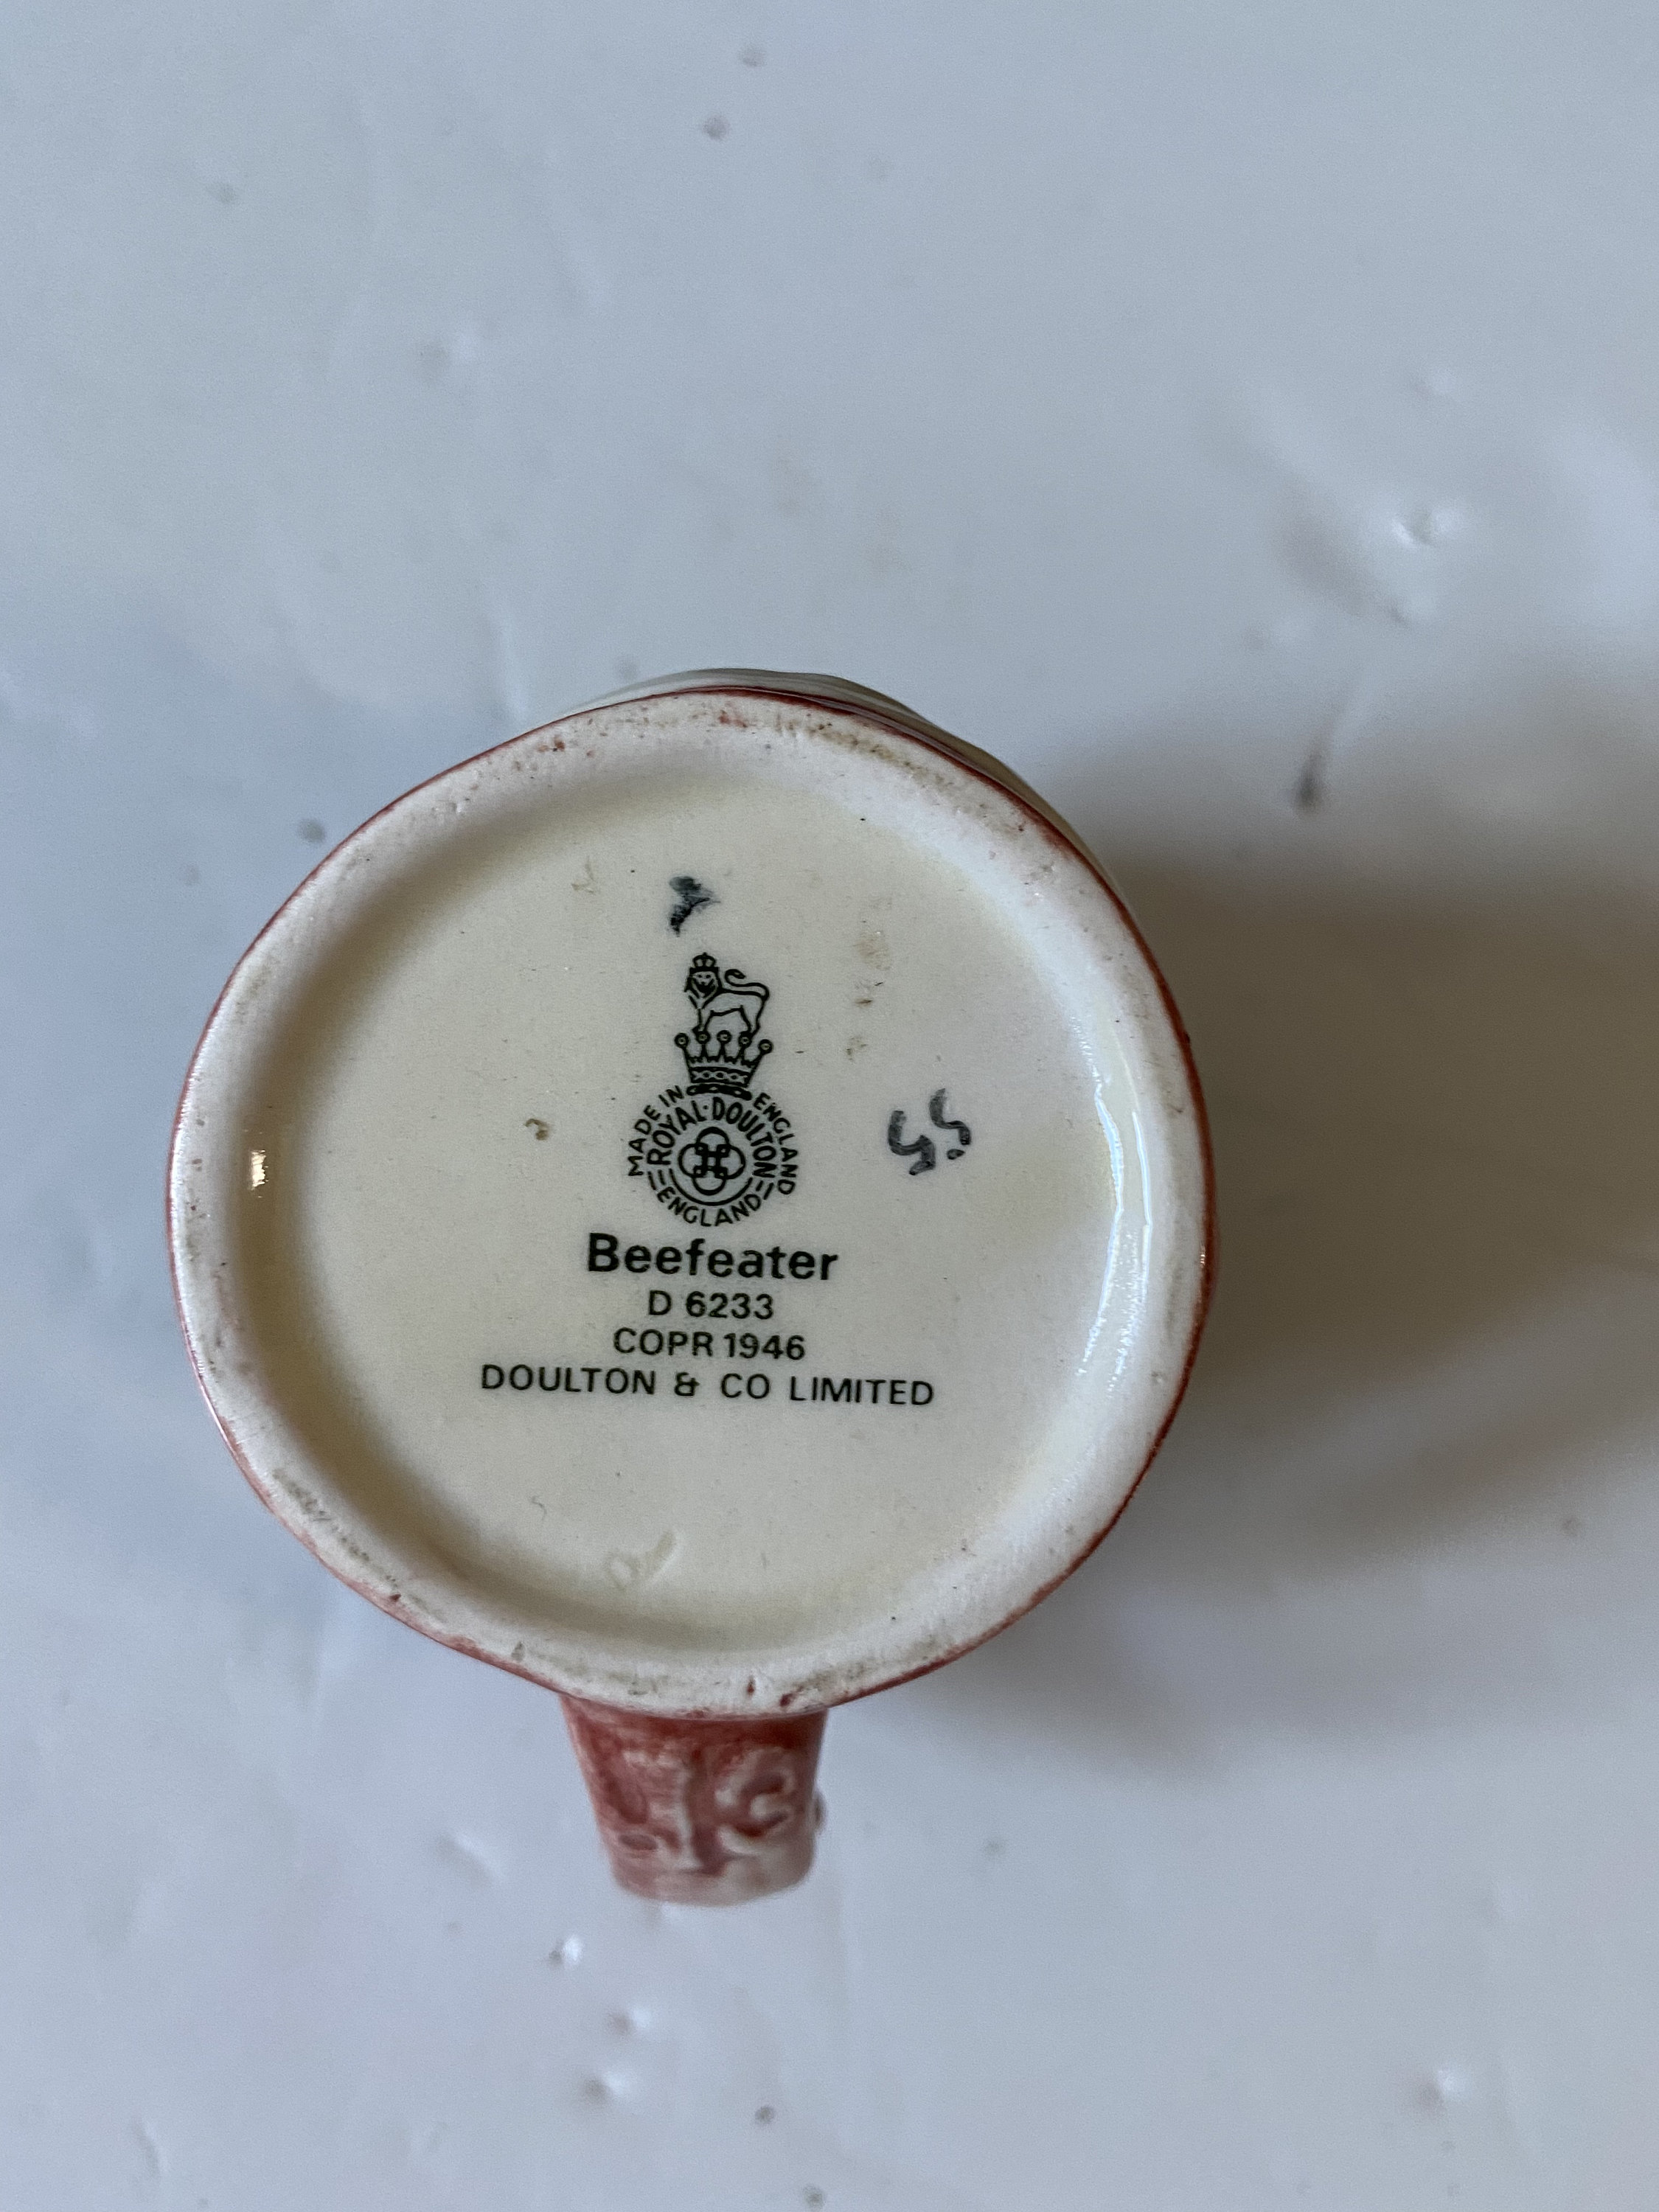 MADE IN ENGLAND
ROYAL·DOULTON
ENGLAND
Beefeater
D 6233
COPR 1946
DOULTON & CO LIMITED